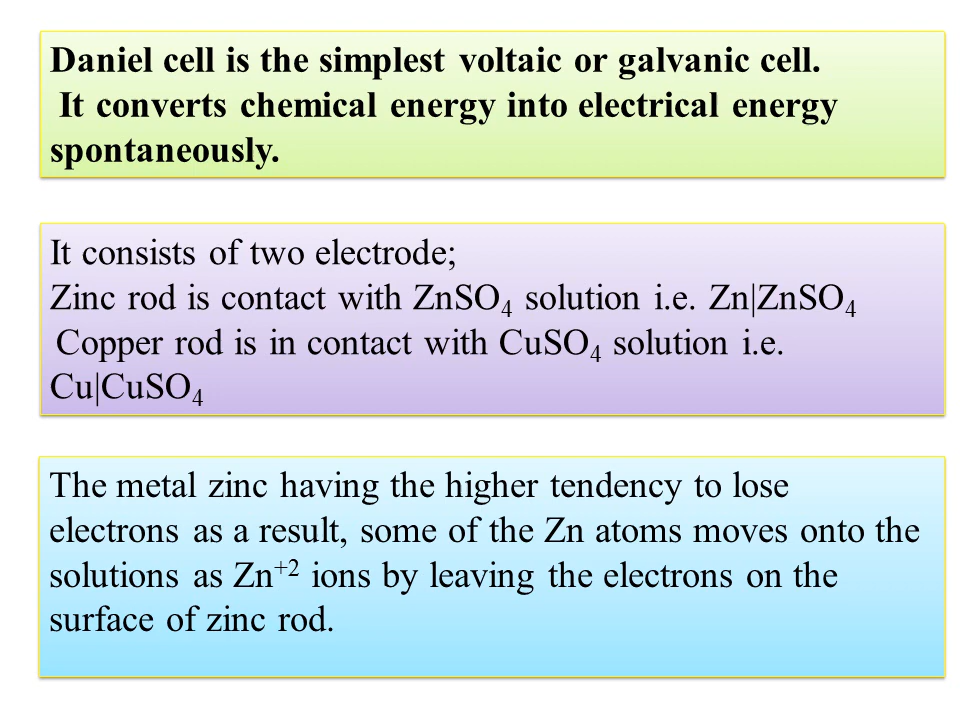 Daniel cell is the simplest voltaic or galvanic cell.
It converts chemical energy into electrical energy
spontaneously.
It consists of two electrode;
Zinc rod is contact with ZnSO₄ solution i.e. Zn|ZnSO₄
Copper rod is in contact with CuSO₄ solution i.e.
Cu|CuSO₄
The metal zinc having the higher tendency to lose
electrons as a result, some of the Zn atoms moves onto the
solutions as Zn⁺² ions by leaving the electrons on the
surface of zinc rod.